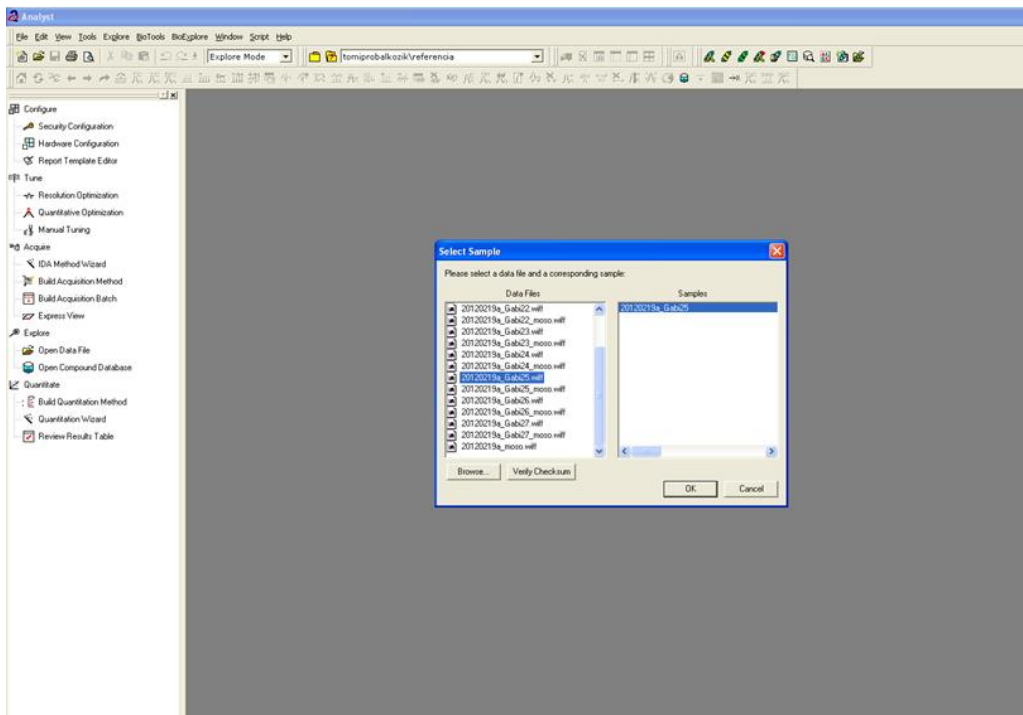 Analyst
File Edit View Tools Explore BioTools BioExplore Window Script Help
Explore Mode
tomiprobalkozik\referencia
Configure
Security Configuration
Hardware Configuration
Report Template Editor
Tune
Resolution Optimization
Quantitative Optimization
Manual Tuning
Acquire
IDA Method Wizard
Build Acquisition Method
Build Acquisition Batch
Express View
Explore
Open Data File
Open Compound Database
Quantitate
Build Quantitation Method
Quantitation Wizard
Review Results Table
Select Sample
Please select a data file and a corresponding sample:
Data Files
Samples
20120219a_Gabi22.wiff
20120219a_Gabi22_moso.wiff
20120219a_Gabi23.wiff
20120219a_Gabi23_moso.wiff
20120219a_Gabi24.wiff
20120219a_Gabi24_moso.wiff
20120219a_Gabi25.wiff
20120219a_Gabi25_moso.wiff
20120219a_Gabi26.wiff
20120219a_Gabi26_moso.wiff
20120219a_Gabi27.wiff
20120219a_Gabi27_moso.wiff
20120219a_moso.wiff
20120219a_Gabi25
Browse...
Verify Checksum
OK
Cancel